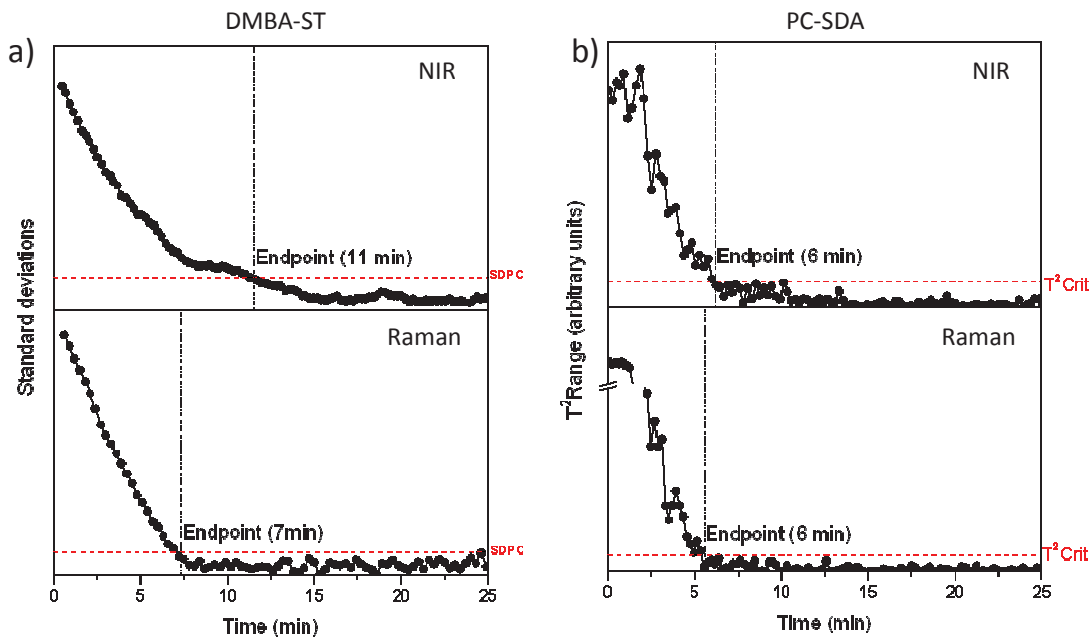 DMBA-ST
a)
NIR
Standard deviations
Endpoint (11 min)
SDPC
Raman
Endpoint (7min)
SDPC
0 5 10 15 20 25
Time (min)
PC-SDA
b)
NIR
T²Range (arbitrary units)
Endpoint (6 min)
T²Crit
Raman
Endpoint (6 min)
T²Crit
0 5 10 15 20 25
Time (min)